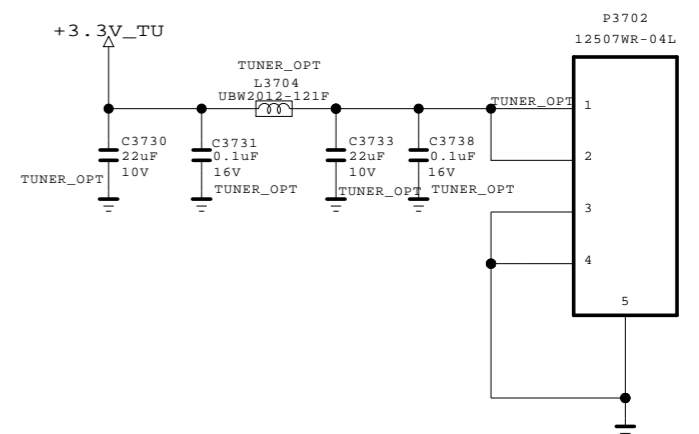 P3702
12507WR-04L
+3.3V_TU
TUNER_OPT
L3704
UBW2012-121F
TUNER_OPT
1
C3730
22uF
10V
TUNER_OPT
C3731
0.1uF
16V
TUNER_OPT
C3733
22uF
10V
TUNER_OPT
C3738
0.1uF
16V
TUNER_OPT
2
3
4
5